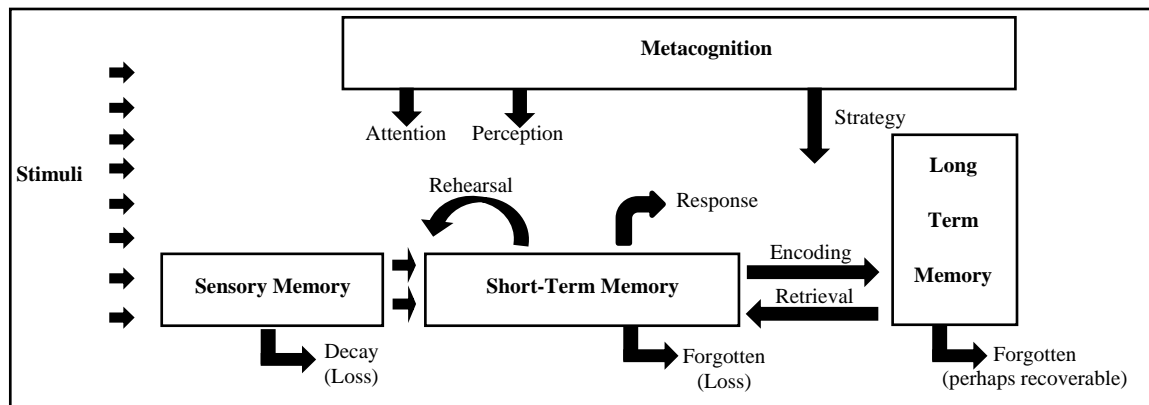 Metacognition
Attention
Perception
Strategy
Stimuli
Long
Term
Memory
Rehearsal
Response
Sensory Memory
Short-Term Memory
Encoding
Retrieval
Decay
(Loss)
Forgotten
(Loss)
Forgotten
(perhaps recoverable)